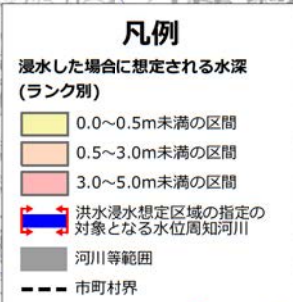 凡例
浸水した場合に想定される水深
(ランク別)
0.0～0.5m未満の区間
0.5～3.0m未満の区間
3.0～5.0m未満の区間
洪水浸水想定区域の指定の
対象となる水位周知河川
河川等範囲
市町村界